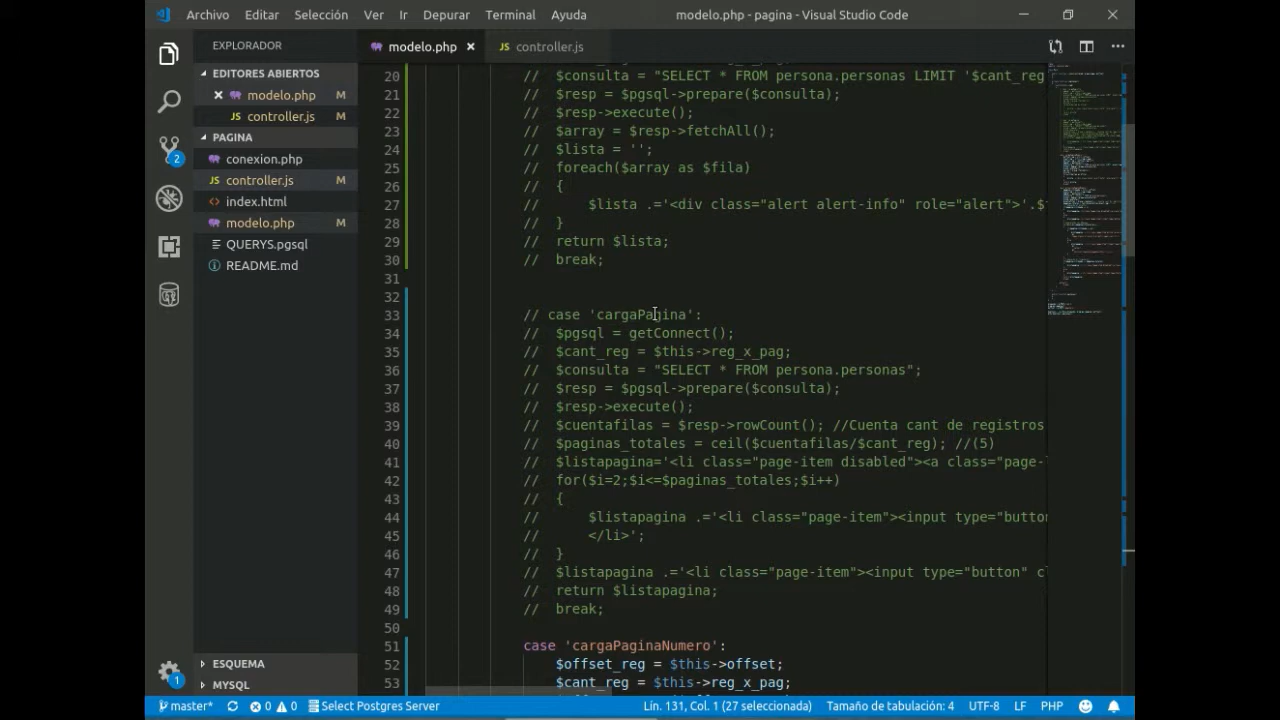 Archivo Editar Selección Ver Ir Depurar Terminal Ayuda modelo.php - pagina - Visual Studio Code
EXPLORADOR
EDITORES ABIERTOS
modelo.php M
controller.js M
PAGINA
conexion.php
controller.js M
index.html
modelo.php M
QUERYS.pgsql
README.md
ESQUEMA
MYSQL
2
1
modelo.php controller.js
20 // $consulta = "SELECT * FROM persona.personas LIMIT '$cant_reg
21 // $resp = $pgsql->prepare($consulta);
22 // $resp->execute();
23 // $array = $resp->fetchAll();
24 // $lista = '';
25 // foreach($array as $fila)
26 // {
27 // $lista .='<div class="alert alert-info" role="alert">'.$f
28 // }
29 // return $lista;
30 // break;
31
32
33 // case 'cargaPagina':
34 // $pgsql = getConnect();
35 // $cant_reg = $this->reg_x_pag;
36 // $consulta = "SELECT * FROM persona.personas";
37 // $resp = $pgsql->prepare($consulta);
38 // $resp->execute();
39 // $cuentafilas = $resp->rowCount(); //Cuenta cant de registros
40 // $paginas_totales = ceil($cuentafilas/$cant_reg); //(5)
41 // $listapagina='<li class="page-item disabled"><a class="page-l
42 // for($i=2;$i<=$paginas_totales;$i++)
43 // {
44 // $listapagina .='<li class="page-item"><input type="button
45 // </li>';
46 // }
47 // $listapagina .='<li class="page-item"><input type="button" cl
48 // return $listapagina;
49 // break;
50
51 case 'cargaPaginaNumero':
52 $offset_reg = $this->offset;
53 $cant_reg = $this->reg_x_pag;
master* 0 0 Select Postgres Server Lín. 131, Col. 1 (27 seleccionada) Tamaño de tabulación: 4 UTF-8 LF PHP